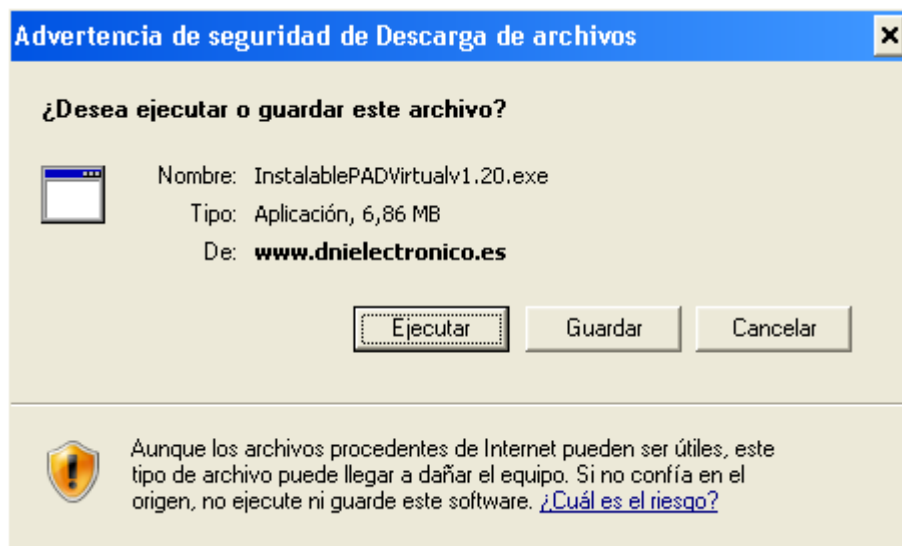 Advertencia de seguridad de Descarga de archivos
¿Desea ejecutar o guardar este archivo?
Nombre: InstalablePADVirtualv1.20.exe
Tipo: Aplicación, 6,86 MB
De: www.dnielectronico.es
Ejecutar Guardar Cancelar
Aunque los archivos procedentes de Internet pueden ser útiles, este
tipo de archivo puede llegar a dañar el equipo. Si no confía en el
origen, no ejecute ni guarde este software. ¿Cuál es el riesgo?